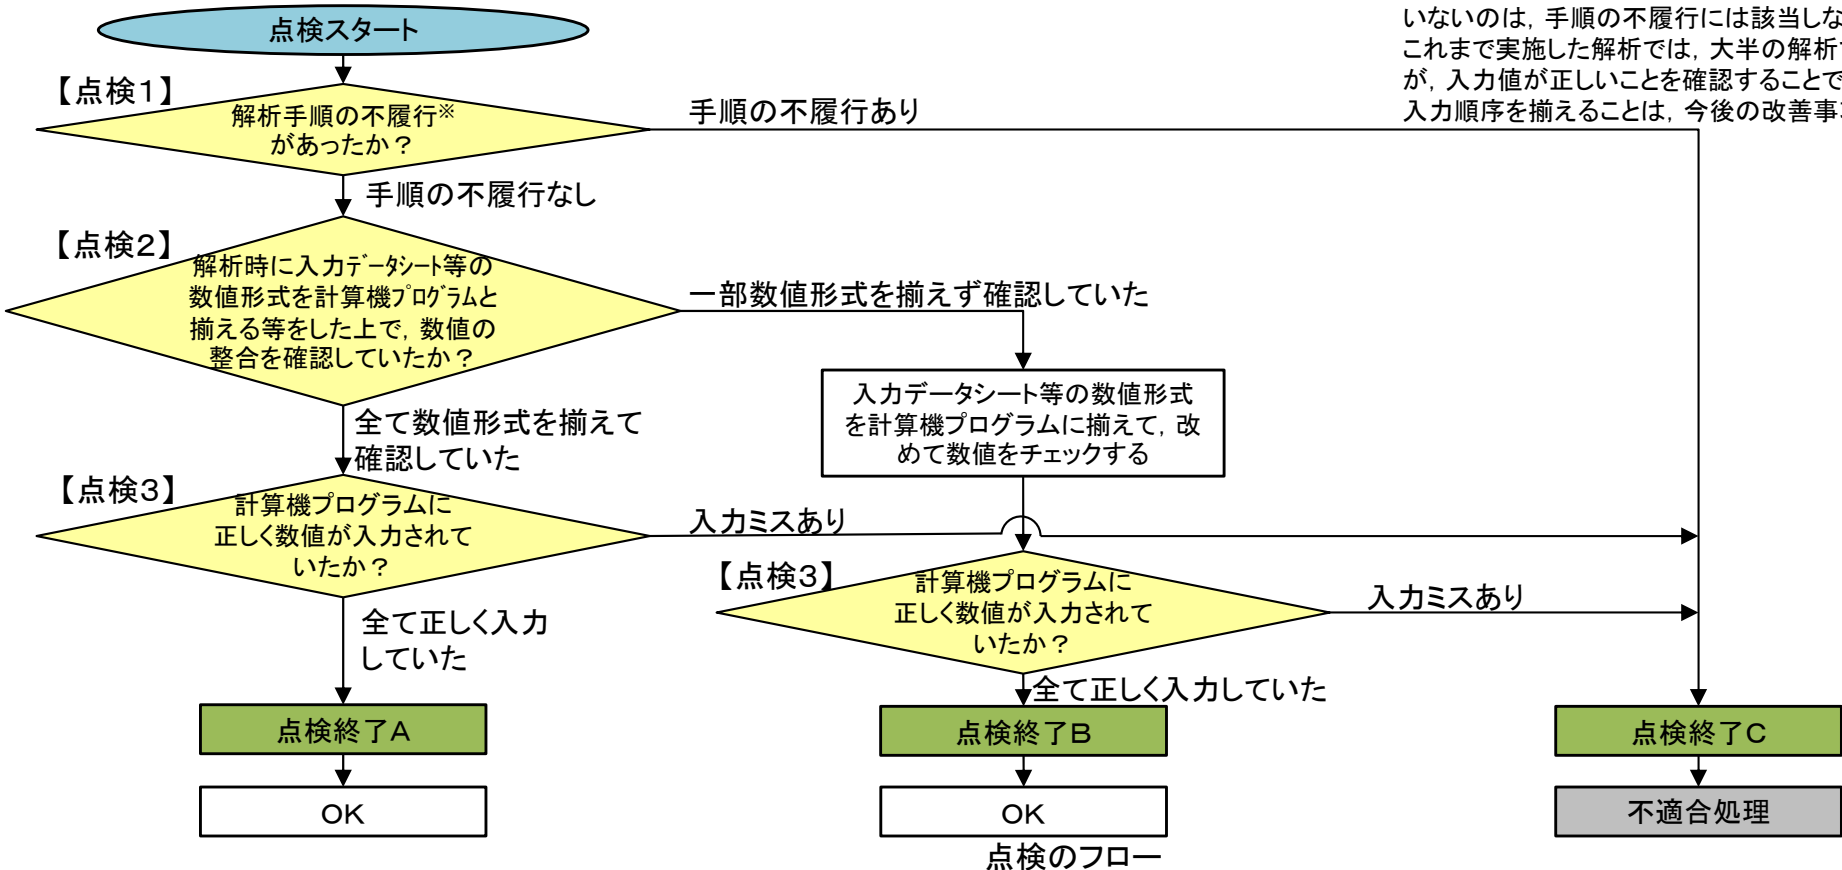 いないのは，手順の不履行には該当しな
これまで実施した解析では，大半の解析
が，入力値が正しいことを確認することで
入力順序を揃えることは，今後の改善事
点検スタート
【点検１】
解析手順の不履行※
があったか？
手順の不履行あり
手順の不履行なし
【点検２】
解析時に入力ﾃﾞｰﾀｼｰﾄ等の
数値形式を計算機ﾌﾟﾛｸﾞﾗﾑと
揃える等をした上で，数値の
整合を確認していたか？
一部数値形式を揃えず確認していた
入力データシート等の数値形式
を計算機プログラムに揃えて，改
めて数値をチェックする
全て数値形式を揃えて
確認していた
【点検３】
計算機プログラムに
正しく数値が入力されて
いたか？
入力ミスあり
【点検３】
計算機プログラムに
正しく数値が入力されて
いたか？
入力ミスあり
全て正しく入力
していた
全て正しく入力していた
点検終了Ａ
点検終了Ｂ
点検終了Ｃ
ＯＫ
ＯＫ
不適合処理
点検のフロー